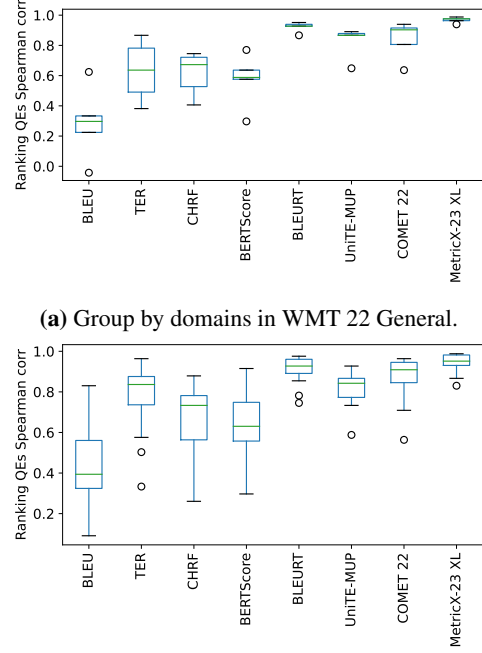 Ranking QEs Spearman corr
1.0
0.8
0.6
0.4
0.2
0.0
BLEU
TER
CHRF
BERTScore
BLEURT
UniTE-MUP
COMET 22
MetricX-23 XL
(a) Group by domains in WMT 22 General.
Ranking QEs Spearman corr
1.0
0.8
0.6
0.4
0.2
BLEU
TER
CHRF
BERTScore
BLEURT
UniTE-MUP
COMET 22
MetricX-23 XL